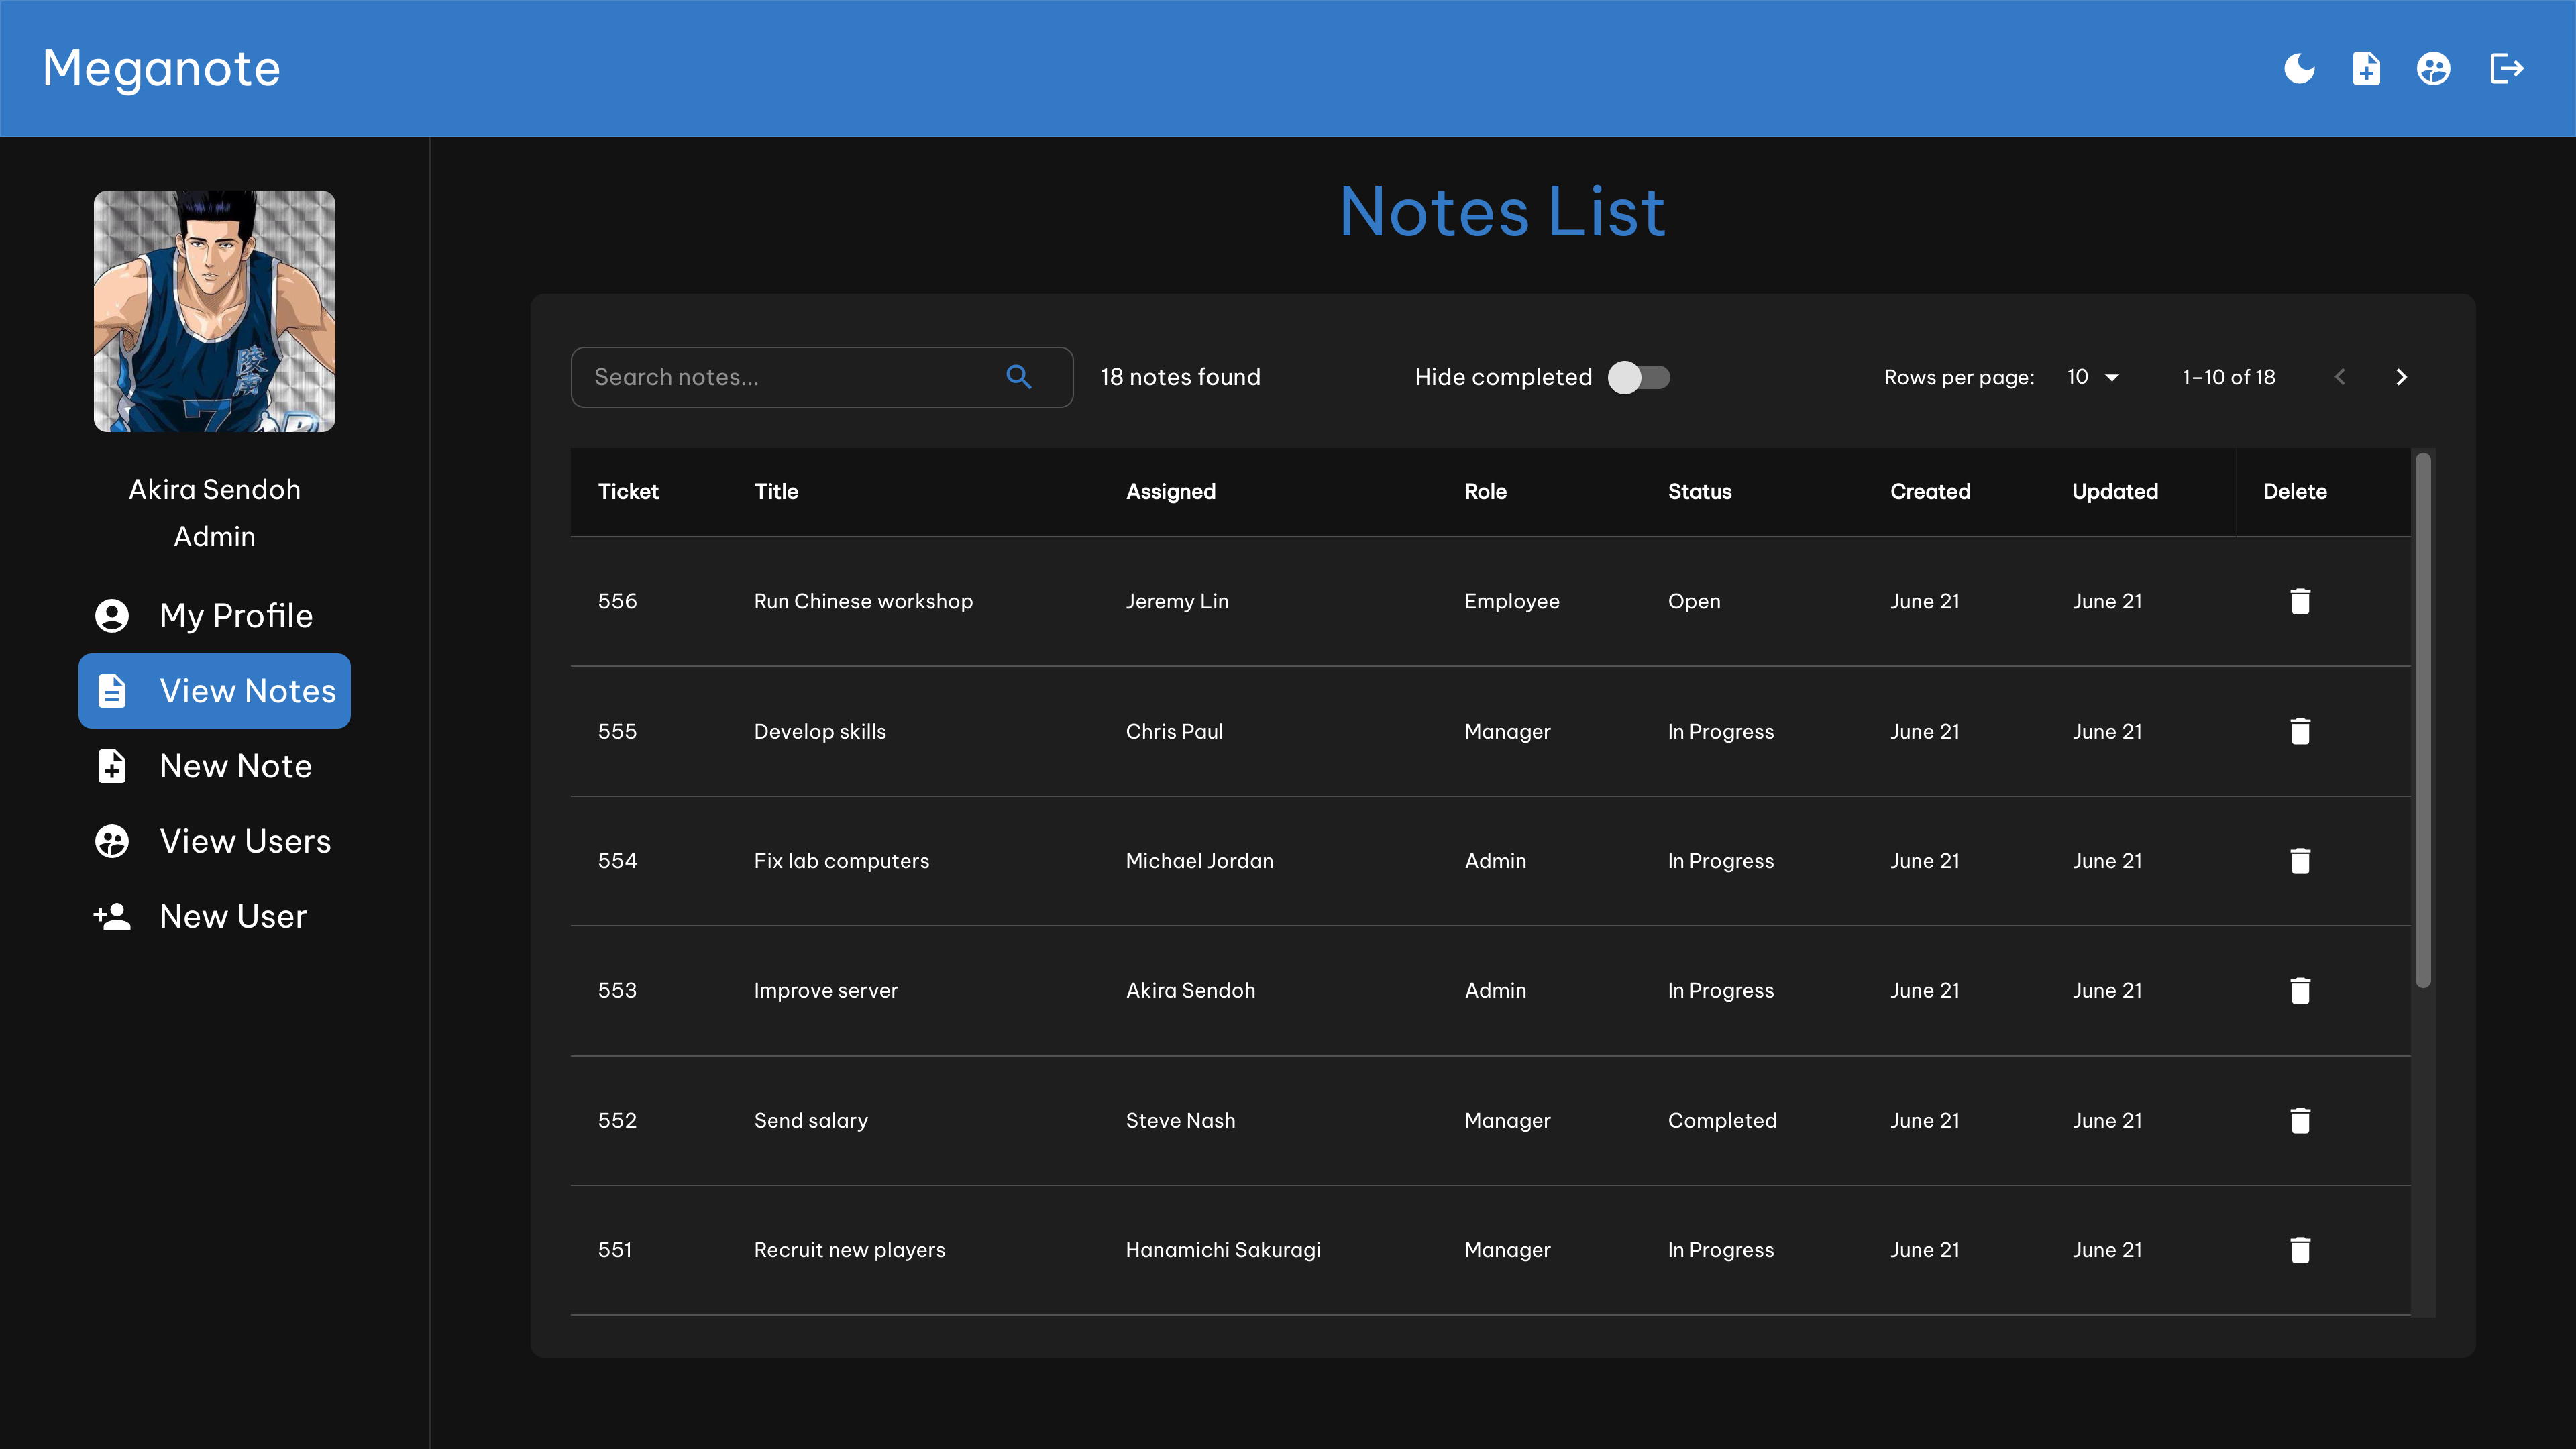 Meganote
陵南
7
Akira Sendoh
Admin
My Profile
View Notes
New Note
View Users
New User
Notes List
Search notes... 18 notes found Hide completed Rows per page: 10 1–10 of 18
Ticket Title Assigned Role Status Created Updated Delete
556 Run Chinese workshop Jeremy Lin Employee Open June 21 June 21
555 Develop skills Chris Paul Manager In Progress June 21 June 21
554 Fix lab computers Michael Jordan Admin In Progress June 21 June 21
553 Improve server Akira Sendoh Admin In Progress June 21 June 21
552 Send salary Steve Nash Manager Completed June 21 June 21
551 Recruit new players Hanamichi Sakuragi Manager In Progress June 21 June 21